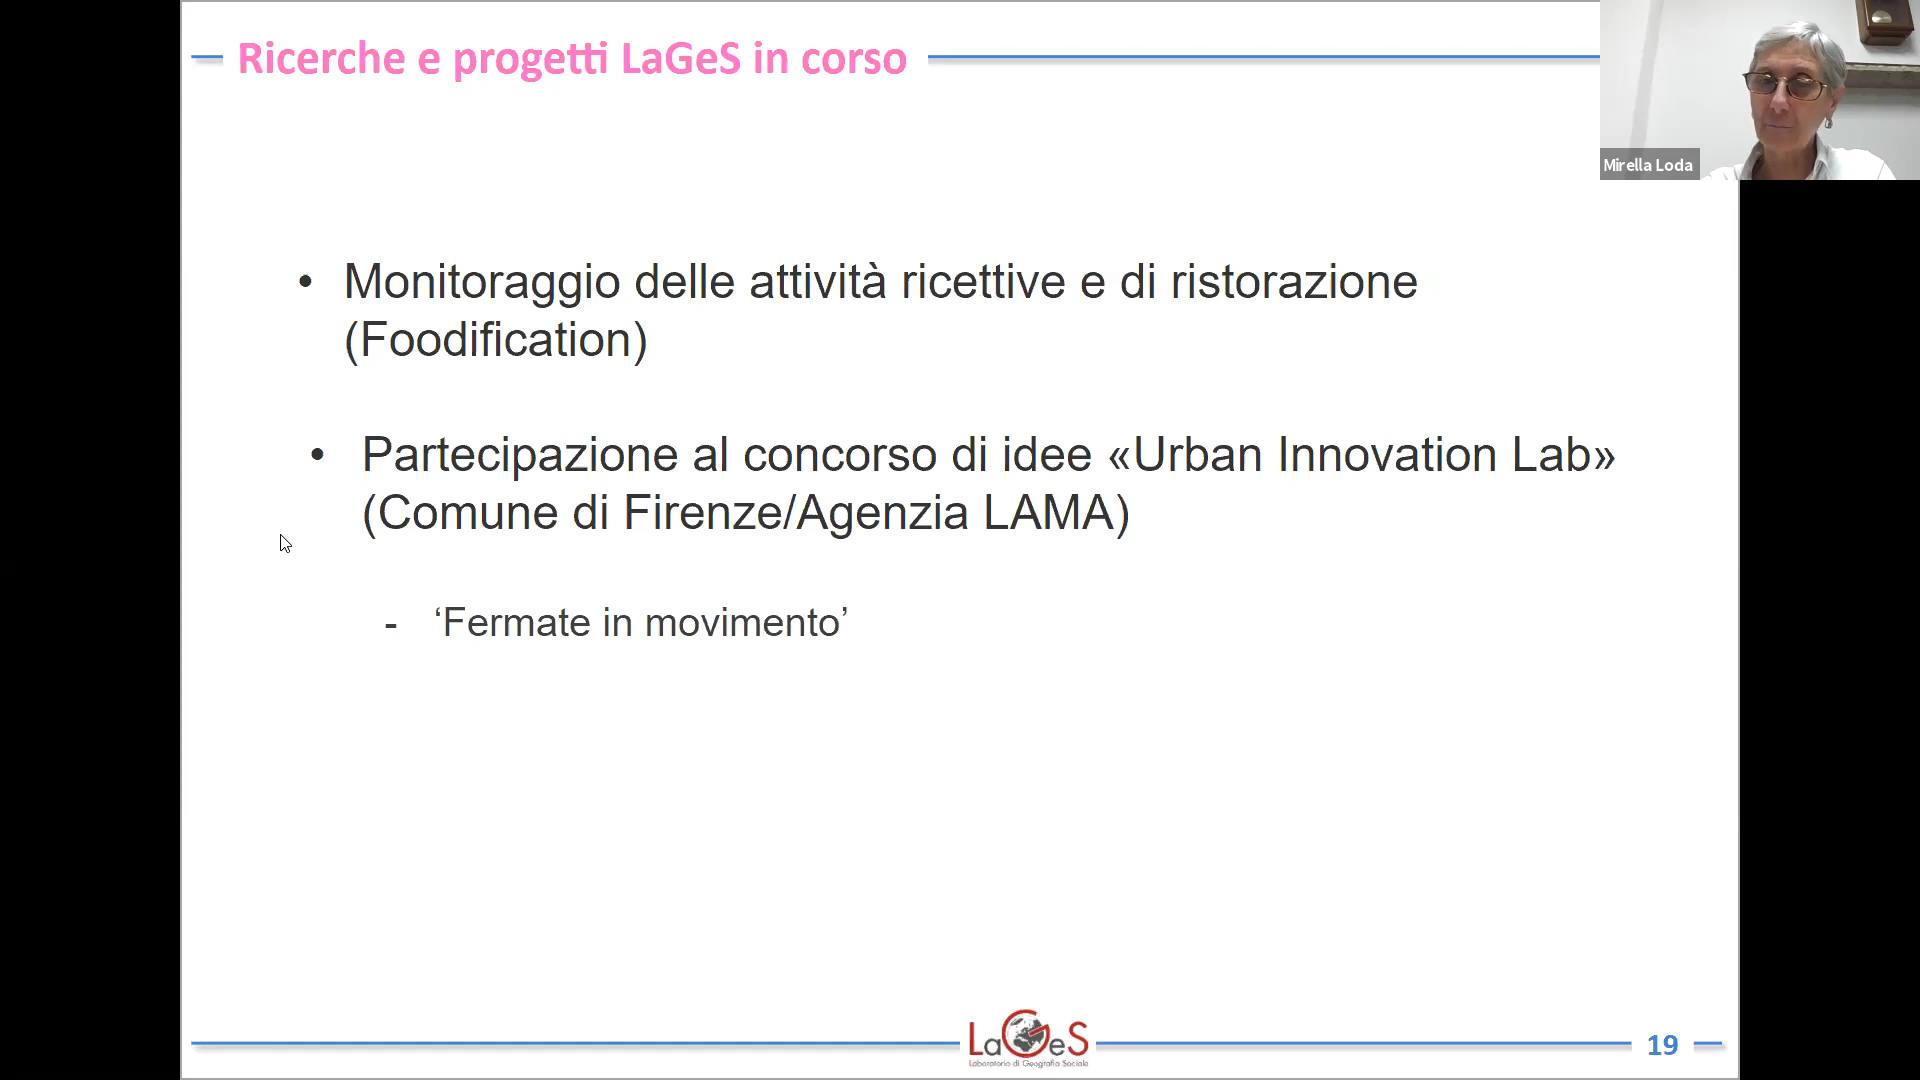 Ricerche e progetti LaGeS in corso
Mirella Loda
• Monitoraggio delle attività ricettive e di ristorazione
(Foodification)
• Partecipazione al concorso di idee «Urban Innovation Lab»
(Comune di Firenze/Agenzia LAMA)
- ‘Fermate in movimento’
LaGeS
Laboratorio di Geografia Sociale
19